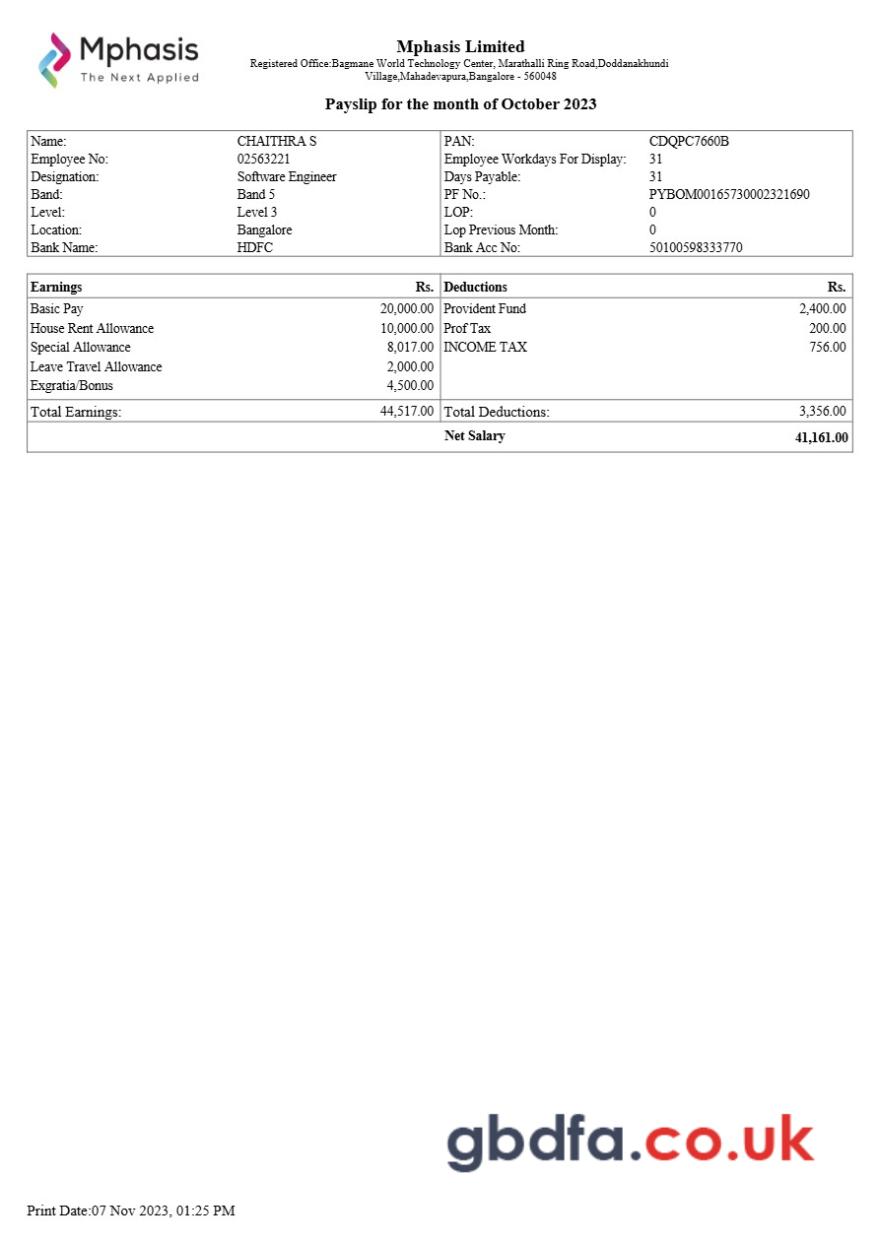 Mphasis
The Next Applied
Mphasis Limited
Registered Office:Bagmane World Technology Center, Marathalli Ring Road,Doddanakhundi
Village,Mahadevapura,Bangalore - 560048
Payslip for the month of October 2023
Name: CHAITHRA S PAN: CDQPC7660B
Employee No: 02563221 Employee Workdays For Display: 31
Designation: Software Engineer Days Payable: 31
Band: Band 5 PF No.: PYBOM00165730002321690
Level: Level 3 LOP: 0
Location: Bangalore Lop Previous Month: 0
Bank Name: HDFC Bank Acc No: 50100598333770
Earnings Rs. Deductions Rs.
Basic Pay 20,000.00 Provident Fund 2,400.00
House Rent Allowance 10,000.00 Prof Tax 200.00
Special Allowance 8,017.00 INCOME TAX 756.00
Leave Travel Allowance 2,000.00
Exgratia/Bonus 4,500.00
Total Earnings: 44,517.00 Total Deductions: 3,356.00
Net Salary 41,161.00
gbdfa.co.uk
Print Date:07 Nov 2023, 01:25 PM